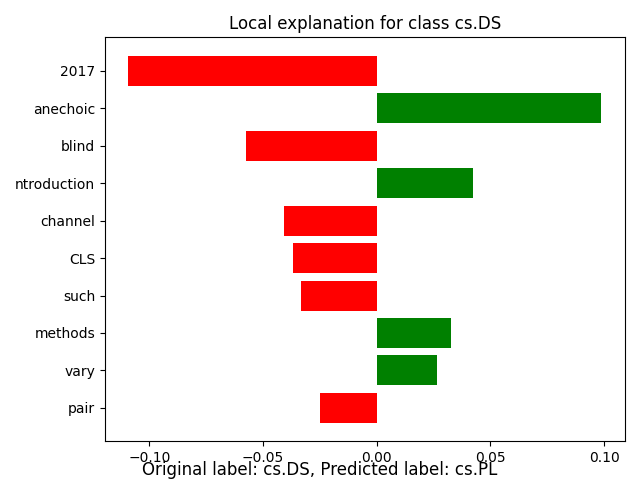 Local explanation for class cs.DS
2017
anechoic
blind
ntroduction
channel
CLS
such
methods
vary
pair
−0.10 −0.05 0.00 0.05 0.10
Original label: cs.DS, Predicted label: cs.PL